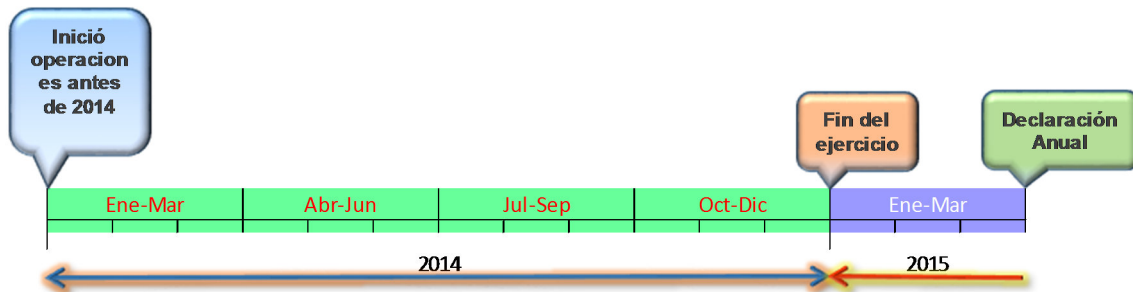 Inició
operacion
es antes
de 2014
Fin del
ejercicio
Declaración
Anual
Ene-Mar
Abr-Jun
Jul-Sep
Oct-Dic
Ene-Mar
2014
2015